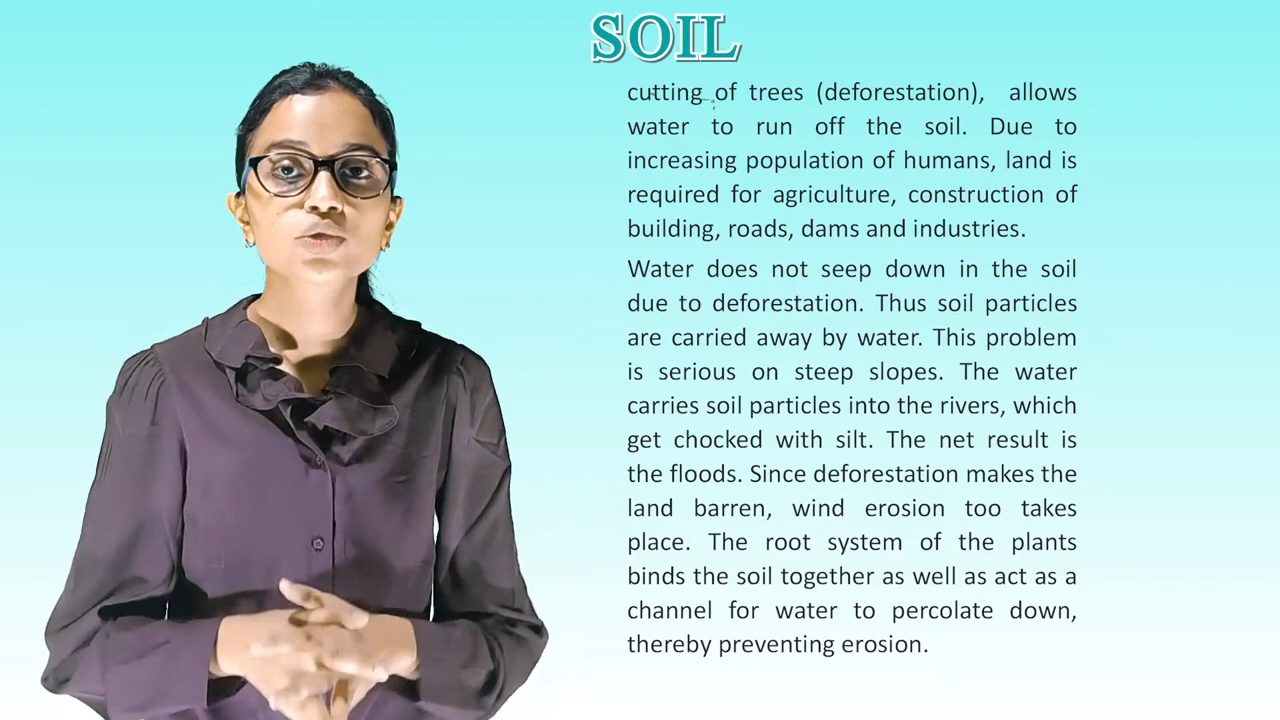 SOIL
cutting of trees (deforestation), allows
water to run off the soil. Due to
increasing population of humans, land is
required for agriculture, construction of
building, roads, dams and industries.
Water does not seep down in the soil
due to deforestation. Thus soil particles
are carried away by water. This problem
is serious on steep slopes. The water
carries soil particles into the rivers, which
get chocked with silt. The net result is
the floods. Since deforestation makes the
land barren, wind erosion too takes
place. The root system of the plants
binds the soil together as well as act as a
channel for water to percolate down,
thereby preventing erosion.